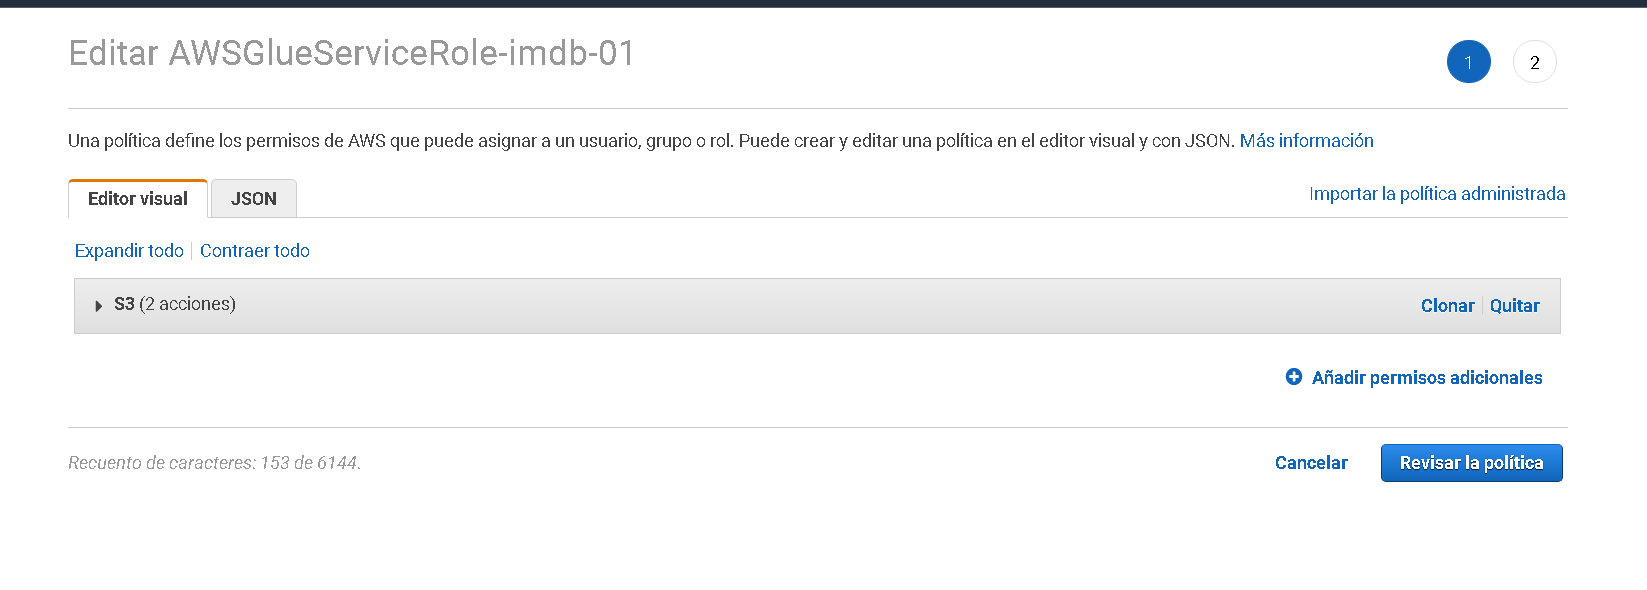 Editar AWSGlueServiceRole-imdb-01
1
2
Una política define los permisos de AWS que puede asignar a un usuario, grupo o rol. Puede crear y editar una política en el editor visual y con JSON. Más información
Editor visual
JSON
Importar la política administrada
Expandir todo
Contraer todo
S3 (2 acciones)
Clonar
Quitar
Añadir permisos adicionales
Recuento de caracteres: 153 de 6144.
Cancelar
Revisar la política